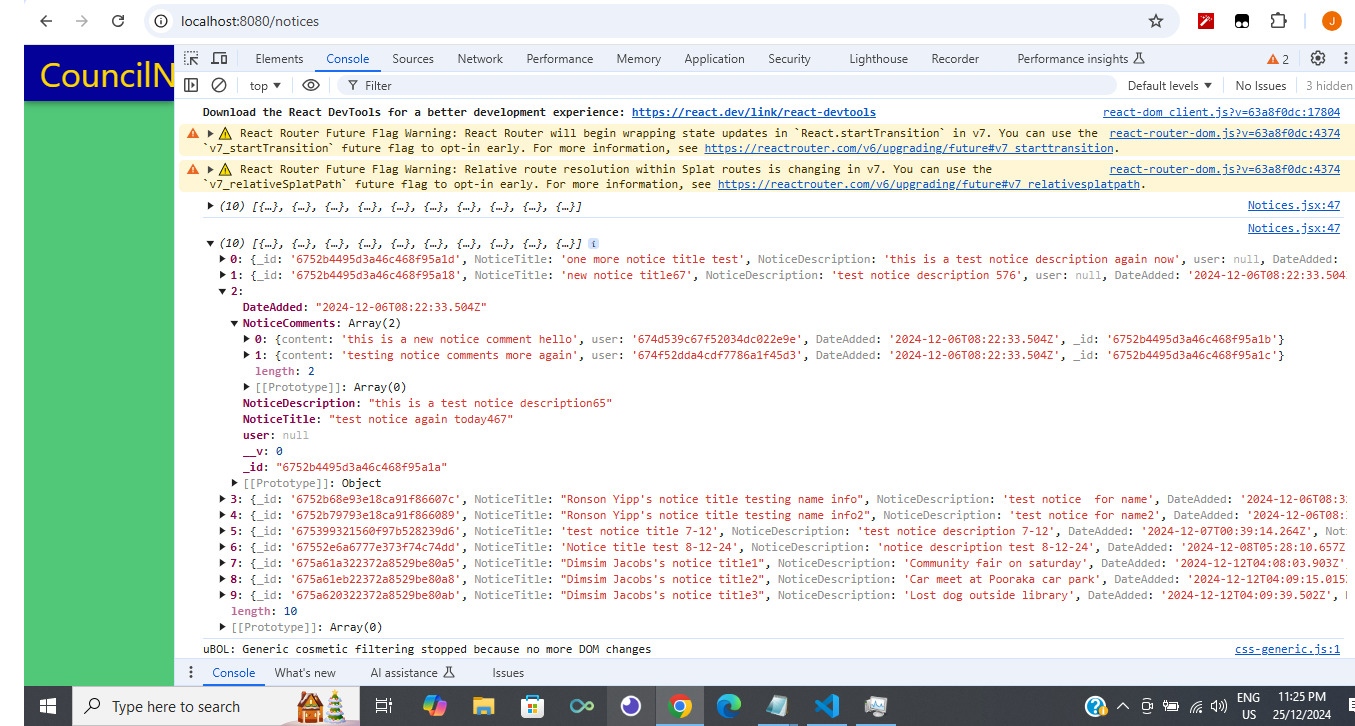 localhost:8080/notices
J
CouncilN
Elements Console Sources Network Performance Memory Application Security Lighthouse Recorder Performance insights 2
top Filter Default levels No Issues 3 hidden
Download the React DevTools for a better development experience: https://react.dev/link/react-devtools react-dom client.js?v=63a8f0dc:17804
React Router Future Flag Warning: React Router will begin wrapping state updates in `React.startTransition` in v7. You can use the react-router-dom.js?v=63a8f0dc:4374
`v7_startTransition` future flag to opt-in early. For more information, see https://reactrouter.com/v6/upgrading/future#v7_starttransition.
React Router Future Flag Warning: Relative route resolution within Splat routes is changing in v7. You can use the react-router-dom.js?v=63a8f0dc:4374
`v7_relativeSplatPath` future flag to opt-in early. For more information, see https://reactrouter.com/v6/upgrading/future#v7_relativesplatpath.
(10) [{…}, {…}, {…}, {…}, {…}, {…}, {…}, {…}, {…}, {…}] Notices.jsx:47
Notices.jsx:47
(10) [{…}, {…}, {…}, {…}, {…}, {…}, {…}, {…}, {…}, {…}] i
0: {_id: '6752b4495d3a46c468f95a1d', NoticeTitle: 'one more notice title test', NoticeDescription: 'this is a test notice description again now', user: null, DateAdded:
1: {_id: '6752b4495d3a46c468f95a18', NoticeTitle: 'new notice title67', NoticeDescription: 'test notice description 576', user: null, DateAdded: '2024-12-06T08:22:33.504
2:
DateAdded: "2024-12-06T08:22:33.504Z"
NoticeComments: Array(2)
0: {content: 'this is a new notice comment hello', user: '674d539c67f52034dc022e9e', DateAdded: '2024-12-06T08:22:33.504Z', _id: '6752b4495d3a46c468f95a1b'}
1: {content: 'testing notice comments more again', user: '674f52dda4cdf7786a1f45d3', DateAdded: '2024-12-06T08:22:33.504Z', _id: '6752b4495d3a46c468f95a1c'}
length: 2
[[Prototype]]: Array(0)
NoticeDescription: "this is a test notice description65"
NoticeTitle: "test notice again today467"
user: null
__v: 0
_id: "6752b4495d3a46c468f95a1a"
[[Prototype]]: Object
3: {_id: '6752b68e93e18ca91f86607c', NoticeTitle: "Ronson Yipp's notice title testing name info", NoticeDescription: 'test notice  for name', DateAdded: '2024-12-06T08:3
4: {_id: '6752b79793e18ca91f866089', NoticeTitle: "Ronson Yipp's notice title testing name info2", NoticeDescription: 'test notice for name2', DateAdded: '2024-12-06T08:
5: {_id: '675399321560f97b528239d6', NoticeTitle: 'test notice title 7-12', NoticeDescription: 'test notice description 7-12', DateAdded: '2024-12-07T00:39:14.264Z', Not
6: {_id: '67552e6a6777e373f74c74dd', NoticeTitle: 'Notice title test 8-12-24', NoticeDescription: 'notice description test 8-12-24', DateAdded: '2024-12-08T05:28:10.657Z
7: {_id: '675a61a322372a8529be80a5', NoticeTitle: "Dimsim Jacobs's notice title1", NoticeDescription: 'Community fair on saturday', DateAdded: '2024-12-12T04:08:03.903Z',
8: {_id: '675a61eb22372a8529be80a8', NoticeTitle: "Dimsim Jacobs's notice title2", NoticeDescription: 'Car meet at Pooraka car park', DateAdded: '2024-12-12T04:09:15.015
9: {_id: '675a620322372a8529be80ab', NoticeTitle: "Dimsim Jacobs's notice title3", NoticeDescription: 'Lost dog outside library', DateAdded: '2024-12-12T04:09:39.502Z',
length: 10
[[Prototype]]: Array(0)
uBOL: Generic cosmetic filtering stopped because no more DOM changes css-generic.js:1
Console What's new AI assistance Issues
Type here to search ENG 11:25 PM
US 25/12/2024